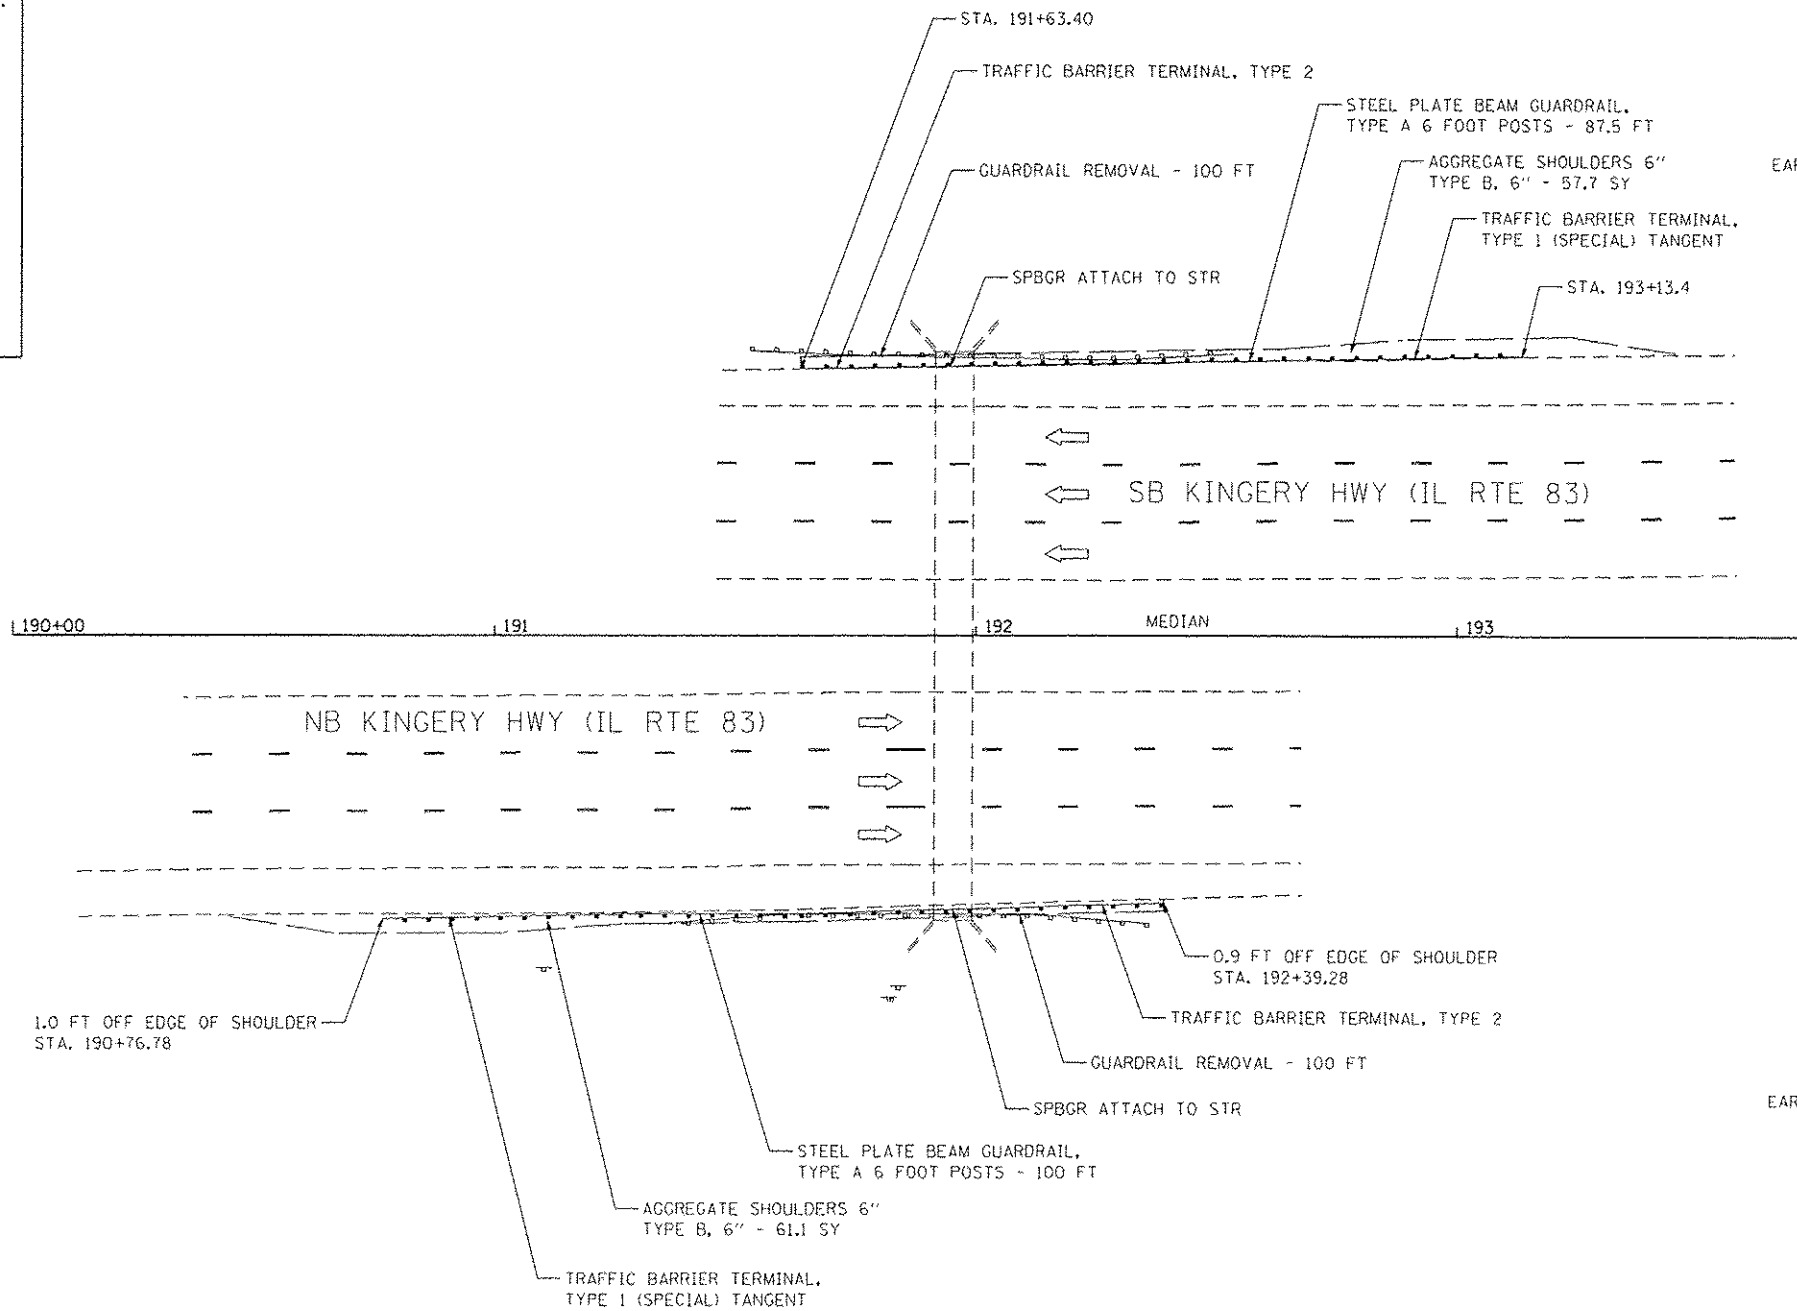 STA. 191+63.40
TRAFFIC BARRIER TERMINAL, TYPE 2
STEEL PLATE BEAM GUARDRAIL,
TYPE A 6 FOOT POSTS - 87.5 FT
GUARDRAIL REMOVAL - 100 FT
AGGREGATE SHOULDERS 6"
TYPE B, 6" - 57.7 SY
EAR
TRAFFIC BARRIER TERMINAL,
TYPE 1 (SPECIAL) TANGENT
SPBGR ATTACH TO STR
STA. 193+13.4
SB KINGERY HWY (IL RTE 83)
190+00
191
192
MEDIAN
193
NB KINGERY HWY (IL RTE 83)
0.9 FT OFF EDGE OF SHOULDER
STA. 192+39.28
1.0 FT OFF EDGE OF SHOULDER
STA. 190+76.78
TRAFFIC BARRIER TERMINAL, TYPE 2
GUARDRAIL REMOVAL - 100 FT
SPBGR ATTACH TO STR
EAR
STEEL PLATE BEAM GUARDRAIL,
TYPE A 6 FOOT POSTS - 100 FT
AGGREGATE SHOULDERS 6"
TYPE B, 6" - 61.1 SY
TRAFFIC BARRIER TERMINAL,
TYPE 1 (SPECIAL) TANGENT